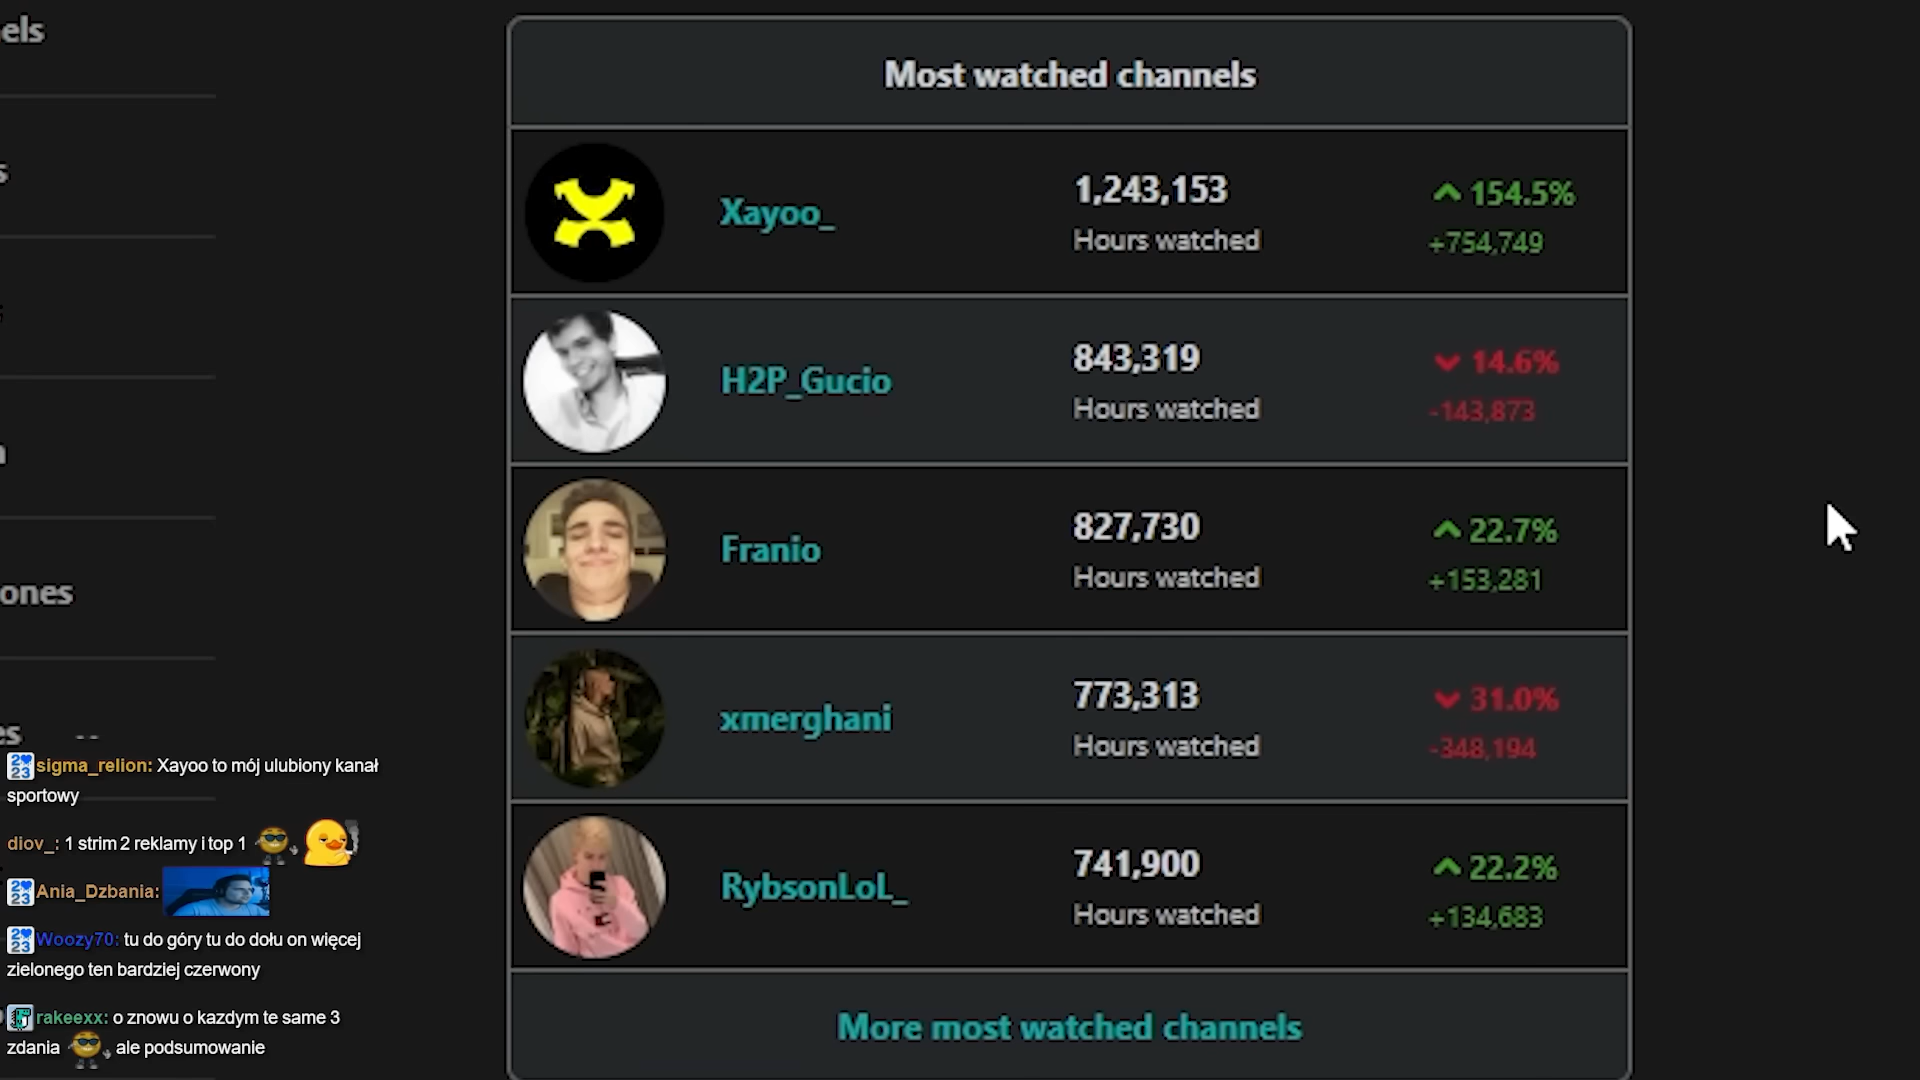 els
s
ones
es
Most watched channels
Xayoo_
1,243,153
Hours watched
154.5%
+754,749
H2P_Gucio
843,319
Hours watched
14.6%
-143,873
Franio
827,730
Hours watched
22.7%
+153,281
xmerghani
773,313
Hours watched
31.0%
-348,194
RybsonLoL_
741,900
Hours watched
22.2%
+134,683
More most watched channels
sigma_relion: Xayoo to mój ulubiony kanał
sportowy
diov_: 1 strim 2 reklamy i top 1
Ania_Dzbania:
Woozy70: tu do góry tu do dołu on więcej
zielonego ten bardziej czerwony
rakeexx: o znowu o kazdym te same 3
zdania ale podsumowanie